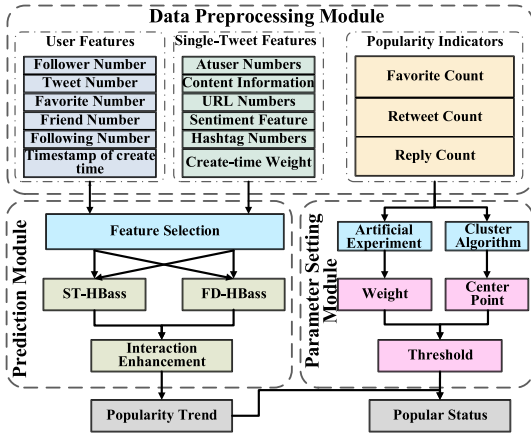 Data Preprocessing Module
User Features
Follower Number
Tweet Number
Favorite Number
Friend Number
Following Number
Timestamp of create
time
Single-Tweet Features
Atuser Numbers
Content Information
URL Numbers
Sentiment Feature
Hashtag Numbers
Create-time Weight
Popularity Indicators
Favorite Count
Retweet Count
Reply Count
Prediction Module
Feature Selection
ST-HBass
FD-HBass
Interaction
Enhancement
Parameter Setting
Module
Artificial
Experiment
Cluster
Algorithm
Weight
Center
Point
Threshold
Popularity Trend
Popular Status